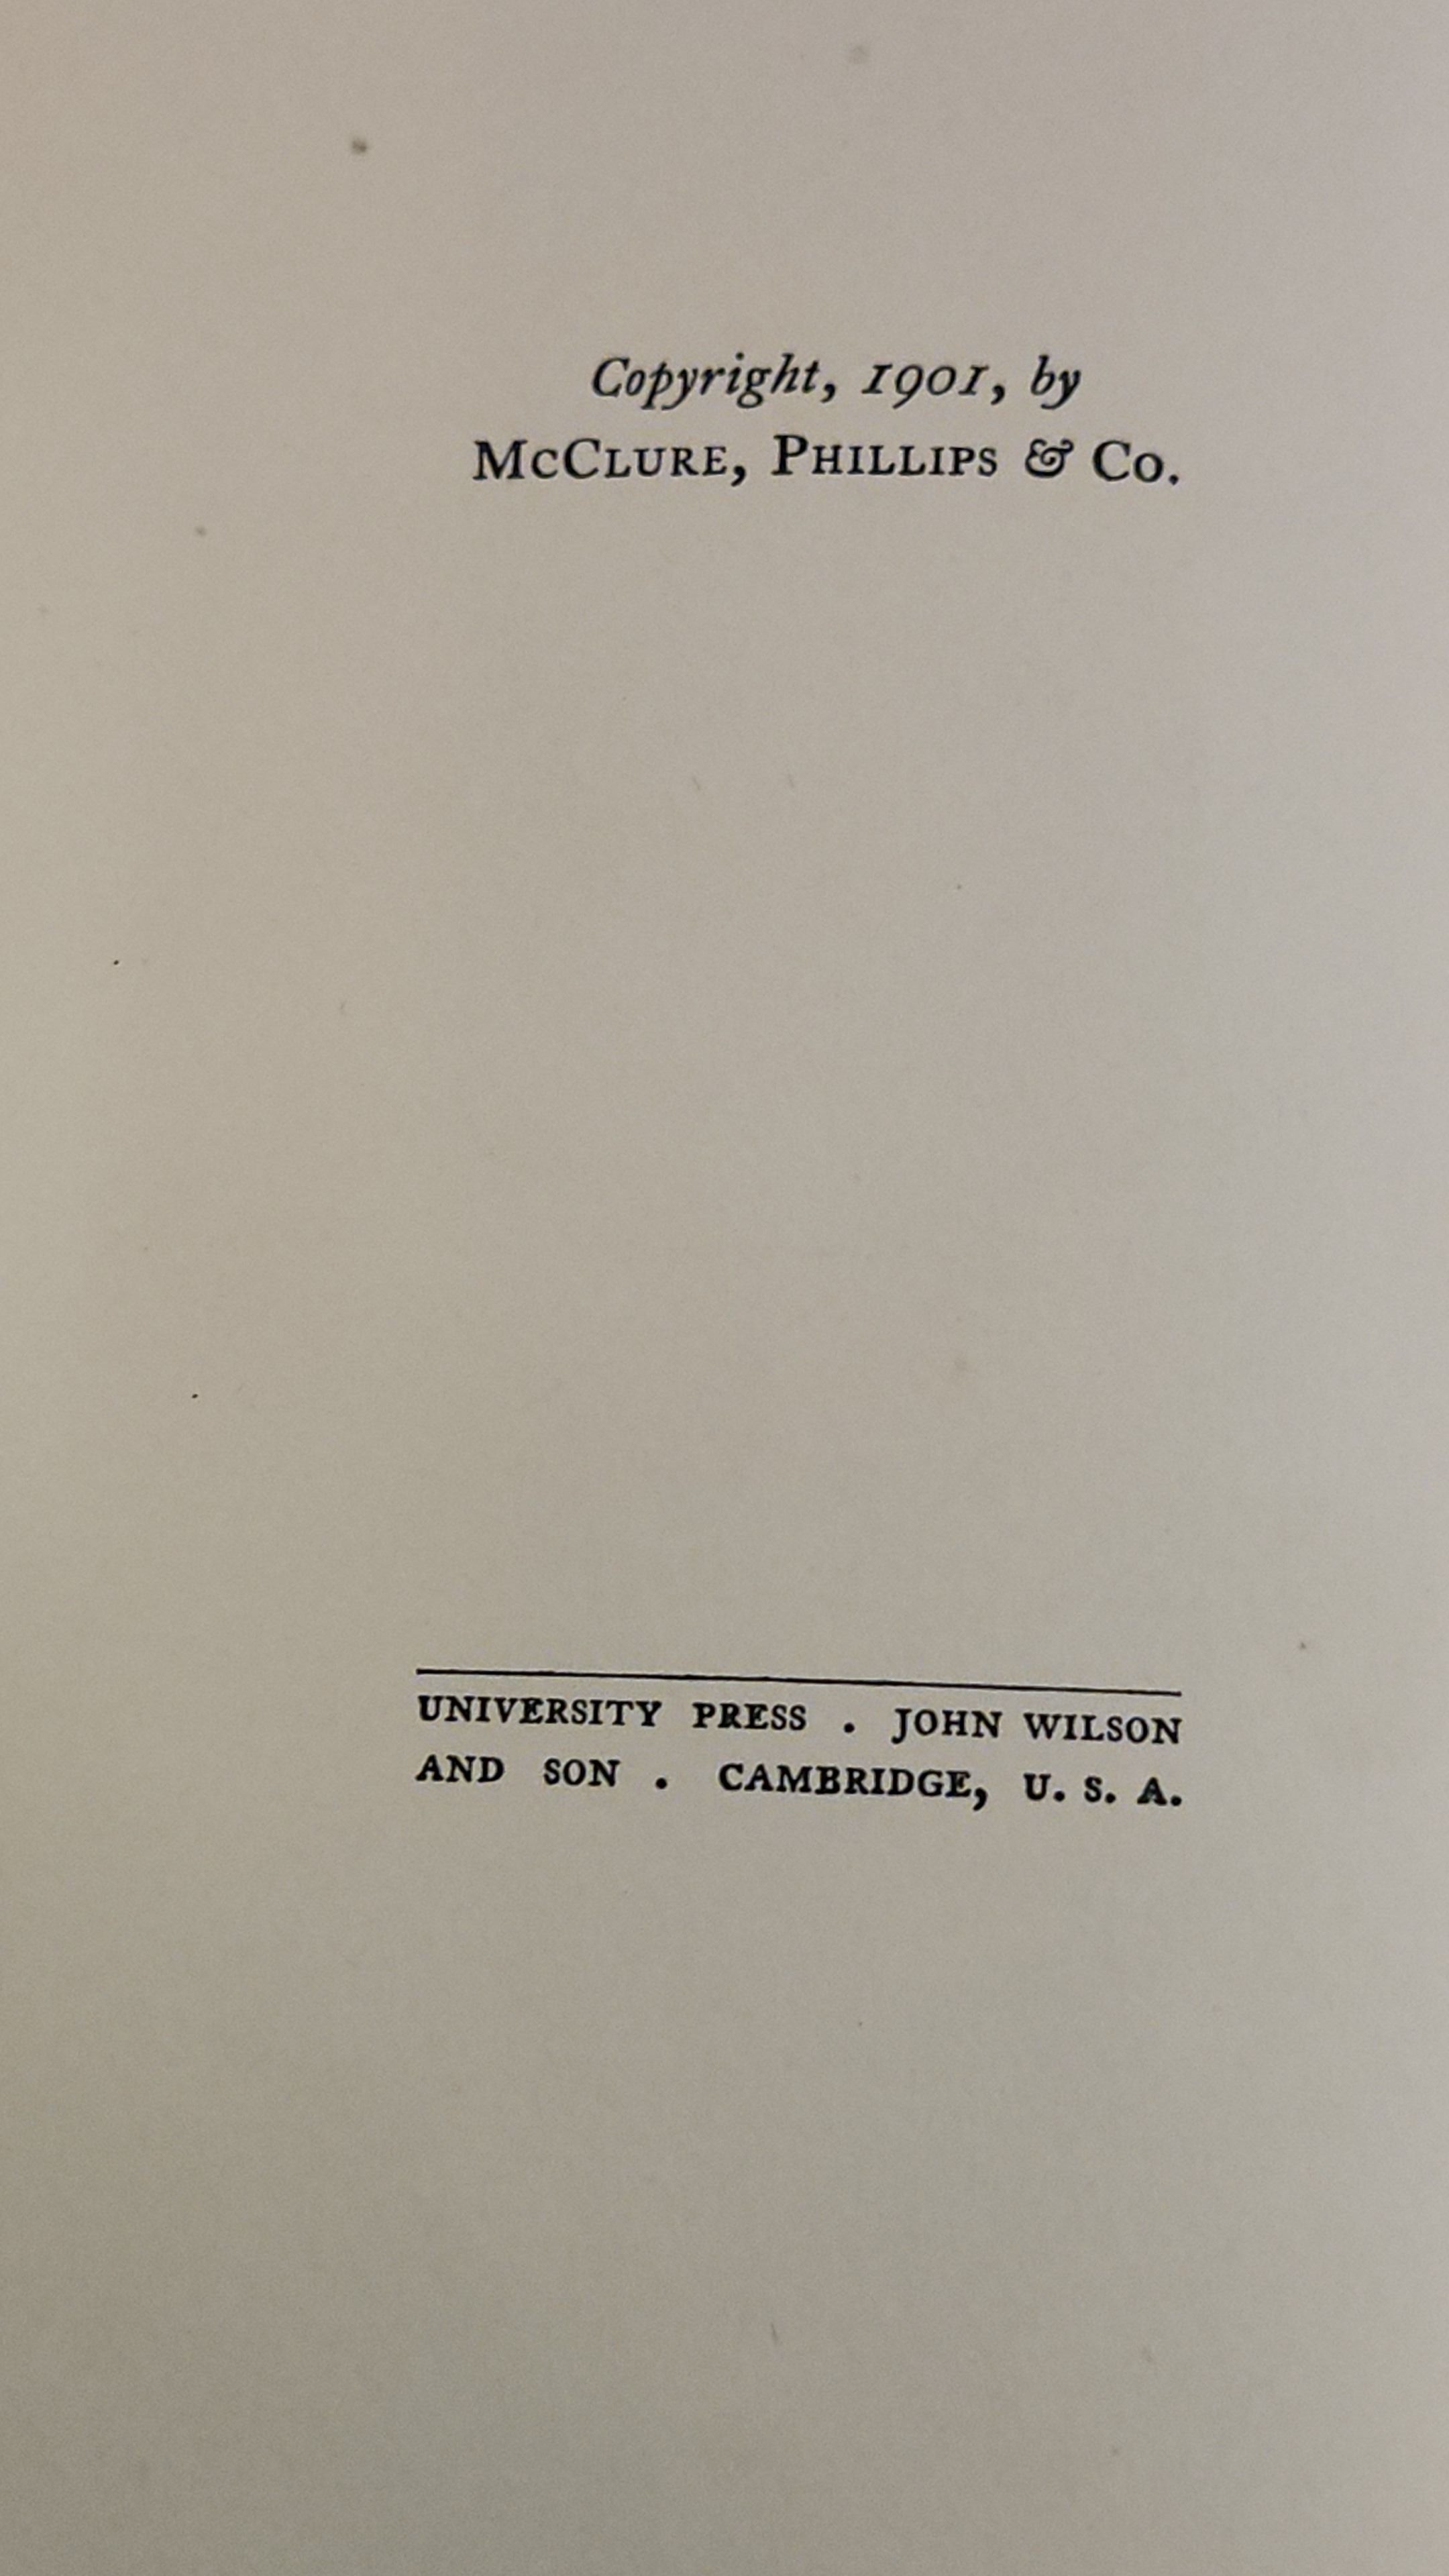 Copyright, 1901, by
McClure, Phillips & Co.
UNIVERSITY PRESS . JOHN WILSON
AND SON . CAMBRIDGE, U. S. A.